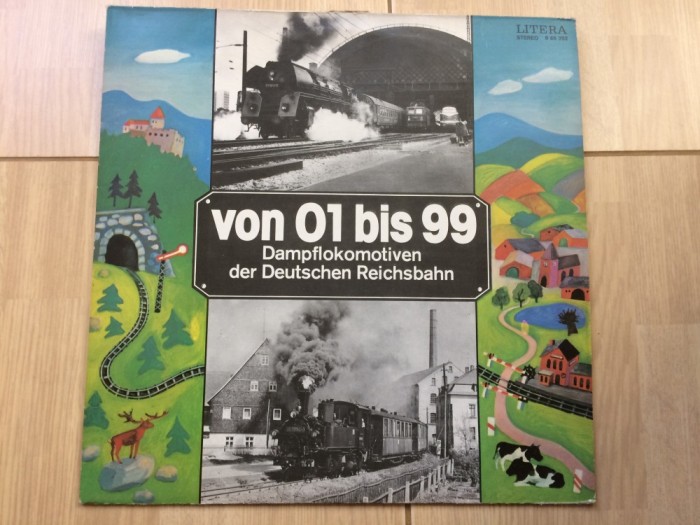 LITERA
STEREO
von 01 bis 99
Dampflokomotiven
der Deutschen Reichsbahn